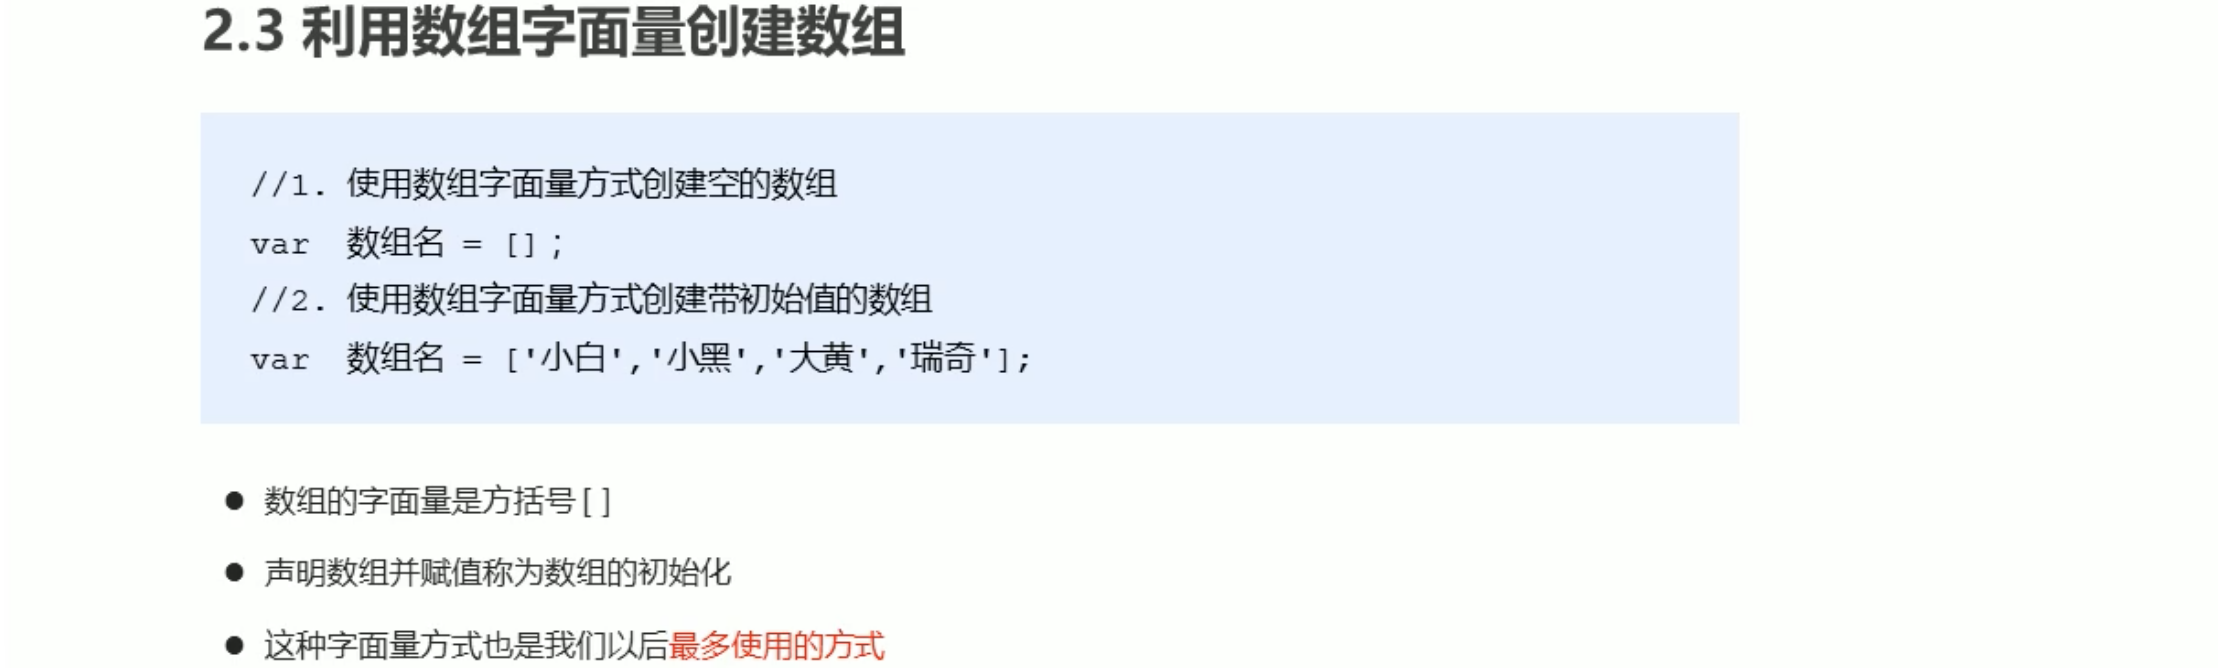 2.3 利用数组字面量创建数组
//1. 使用数组字面量方式创建空的数组
var  数组名 = [];
//2. 使用数组字面量方式创建带初始值的数组
var  数组名 = ['小白','小黑','大黄','瑞奇'];
● 数组的字面量是方括号[]
● 声明数组并赋值称为数组的初始化
● 这种字面量方式也是我们以后最多使用的方式